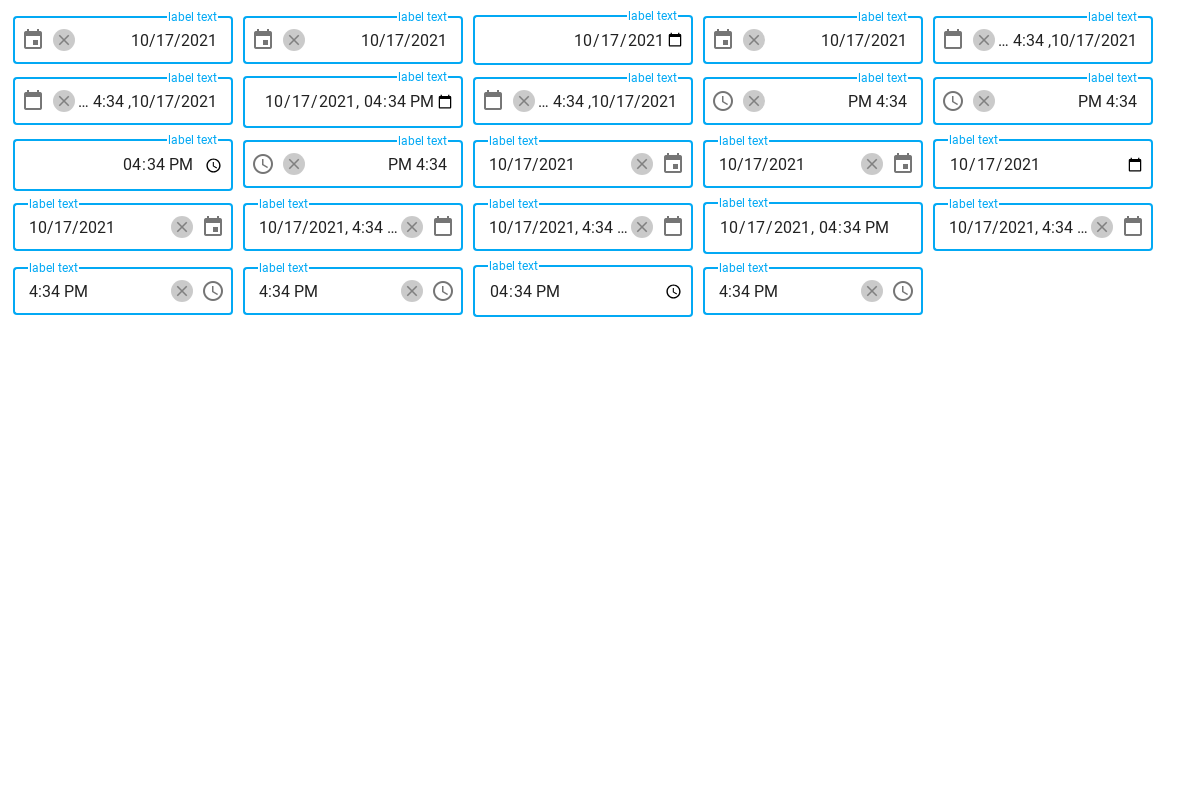 label text
10/17/2021
label text
10/17/2021
label text
10/17/2021
label text
10/17/2021
label text
... 4:34 ,10/17/2021
label text
... 4:34 ,10/17/2021
label text
10/17/2021, 04:34 PM
label text
... 4:34 ,10/17/2021
label text
PM 4:34
label text
PM 4:34
label text
04:34 PM
label text
PM 4:34
label text
10/17/2021
label text
10/17/2021
label text
10/17/2021
label text
10/17/2021
label text
10/17/2021, 4:34 ...
label text
10/17/2021, 4:34 ...
label text
10/17/2021, 04:34 PM
label text
10/17/2021, 4:34 ...
label text
4:34 PM
label text
4:34 PM
label text
04:34 PM
label text
4:34 PM